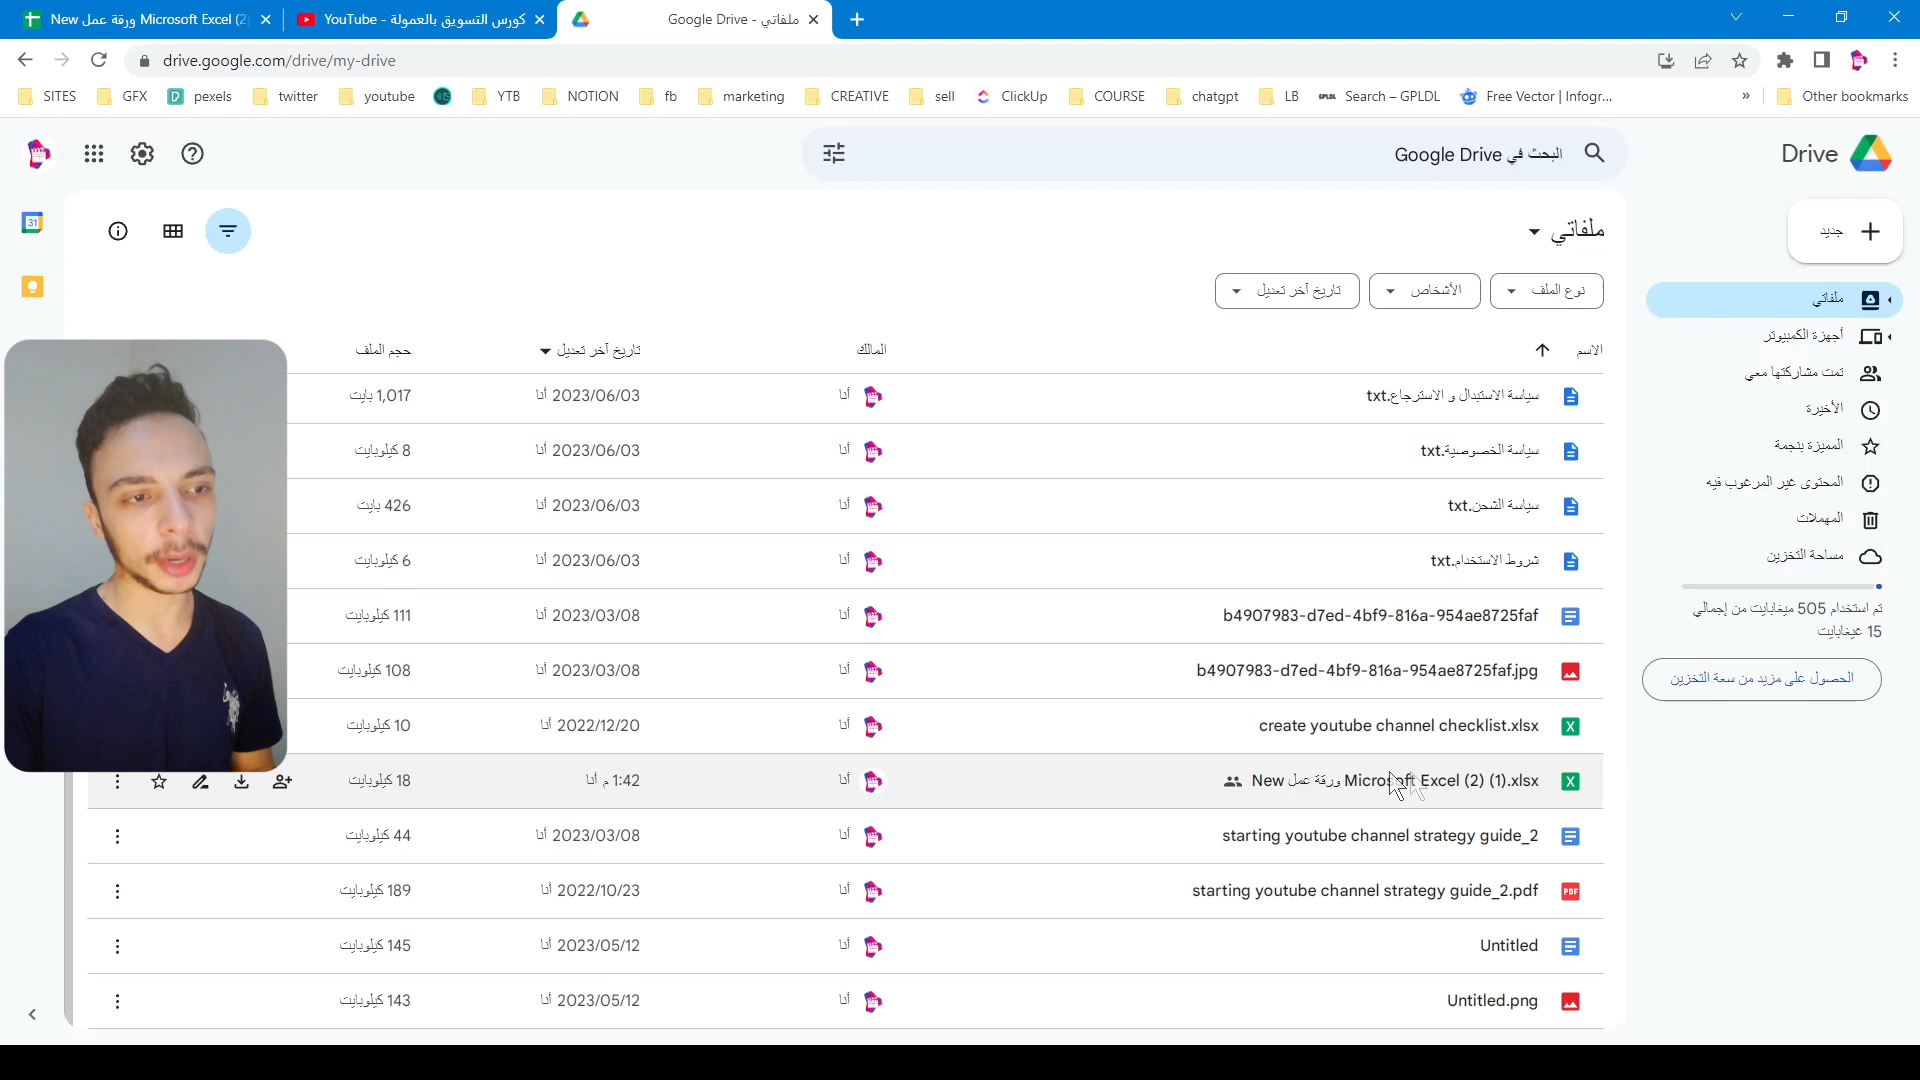 New ورقة عمل Microsoft Excel (2)
كورس التسويق بالعمولة - YouTube
ملفاتي - Google Drive
drive.google.com/drive/my-drive
SITES
GFX
pexels
twitter
youtube
YTB
NOTION
fb
marketing
CREATIVE
sell
ClickUp
COURSE
chatgpt
LB
GPLDL Search – GPLDL
Free Vector | Infogr...
»
Other bookmarks
البحث في Google Drive
Drive
31
ملفاتي
جديد
نوع الملف
الأشخاص
تاريخ آخر تعديل
ملفاتي
أجهزة الكمبيوتر
تمت مشاركتها معي
الأخيرة
المميزة بنجمة
المحتوى غير المرغوب فيه
المهملات
مساحة التخزين
تم استخدام 505 ميغابايت من إجمالي
15 غيغابايت
الحصول على مزيد من سعة التخزين
الاسم المالك تاريخ آخر تعديل حجم الملف
سياسة الاستبدال و الاسترجاع.txt أنا 2023/06/03 أنا 1,017 بايت
سياسة الخصوصية.txt أنا 2023/06/03 أنا 8 كيلوبايت
سياسة الشحن.txt أنا 2023/06/03 أنا 426 بايت
شروط الاستخدام.txt أنا 2023/06/03 أنا 6 كيلوبايت
b4907983-d7ed-4bf9-816a-954ae8725faf أنا 2023/03/08 أنا 111 كيلوبايت
b4907983-d7ed-4bf9-816a-954ae8725faf.jpg أنا 2023/03/08 أنا 108 كيلوبايت
X create youtube channel checklist.xlsx أنا 2022/12/20 أنا 10 كيلوبايت
X New ورقة عمل Microsoft Excel (2) (1).xlsx أنا 1:42 م أنا 18 كيلوبايت
starting youtube channel strategy guide_2 أنا 2023/03/08 أنا 44 كيلوبايت
PDF starting youtube channel strategy guide_2.pdf أنا 2022/10/23 أنا 189 كيلوبايت
Untitled أنا 2023/05/12 أنا 145 كيلوبايت
Untitled.png أنا 2023/05/12 أنا 143 كيلوبايت